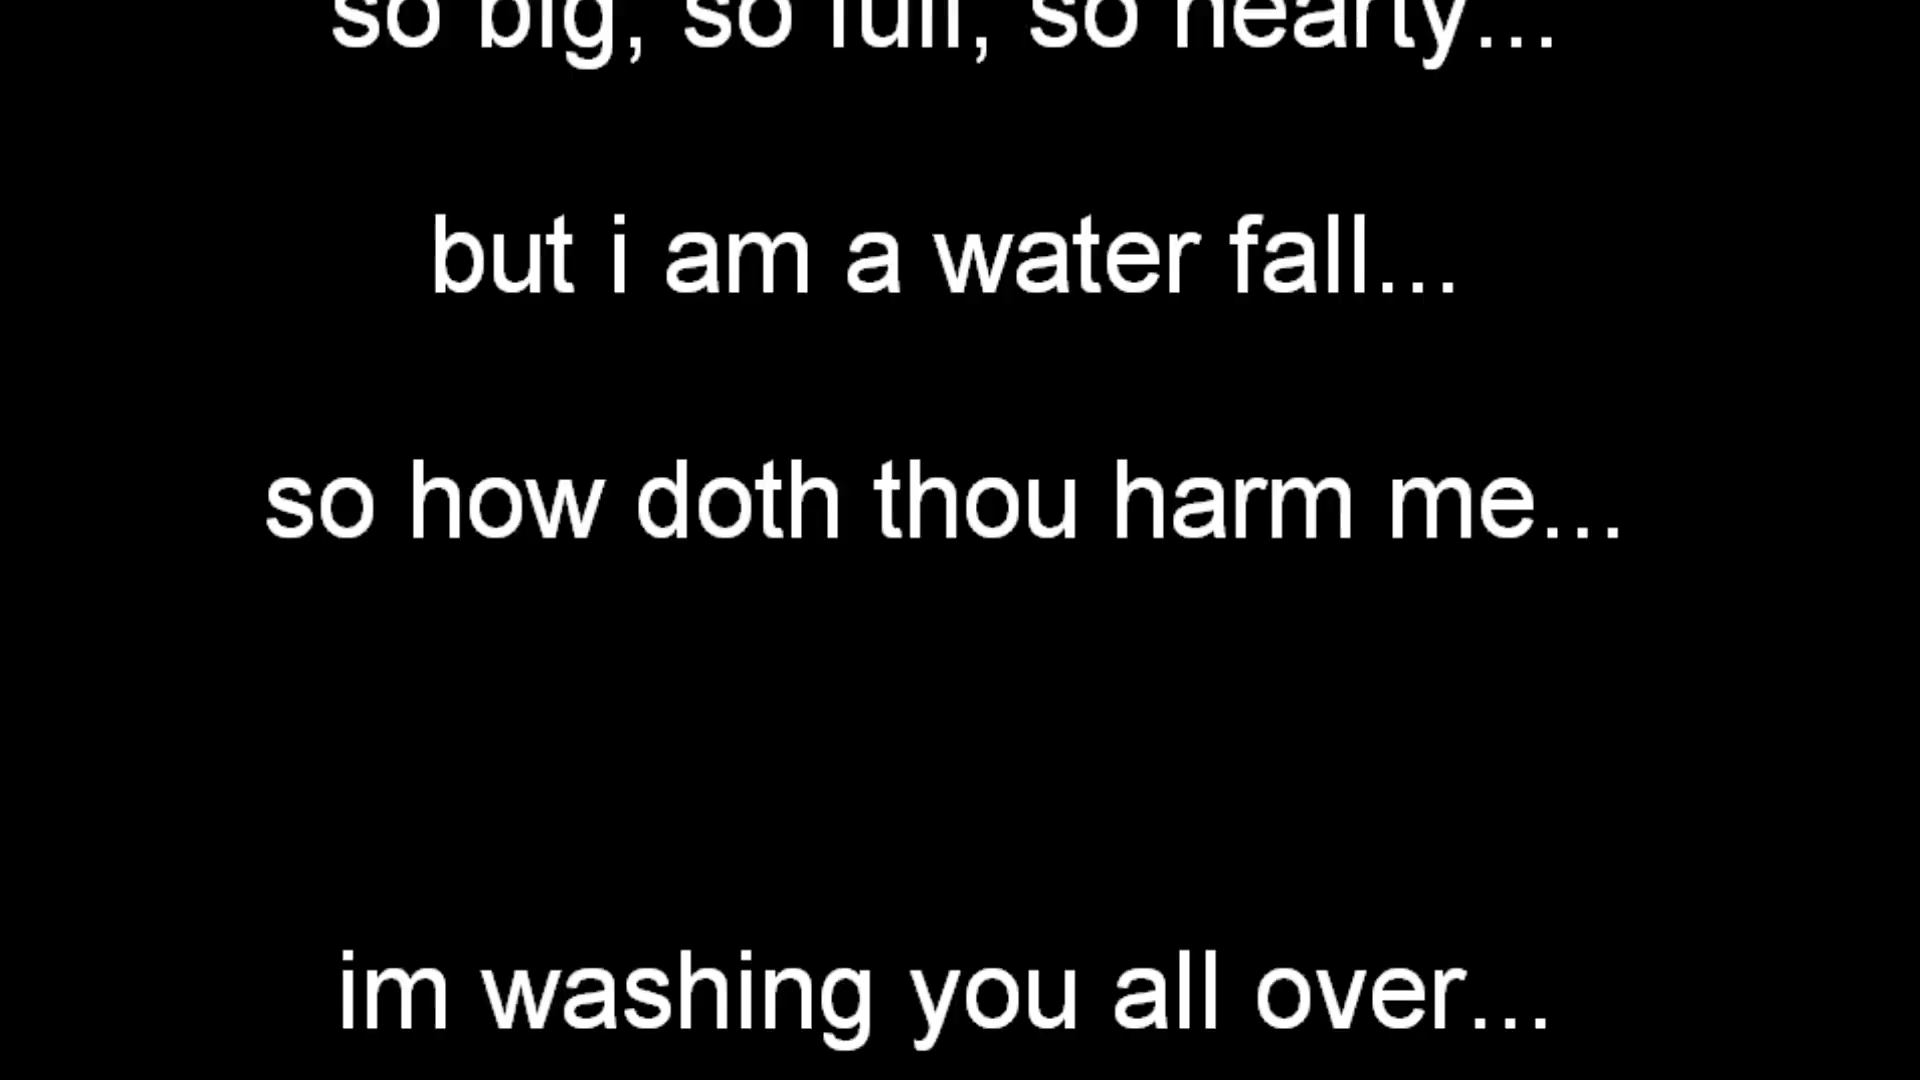 so big, so full, so hearty...
but i am a water fall...
so how doth thou harm me...
im washing you all over...